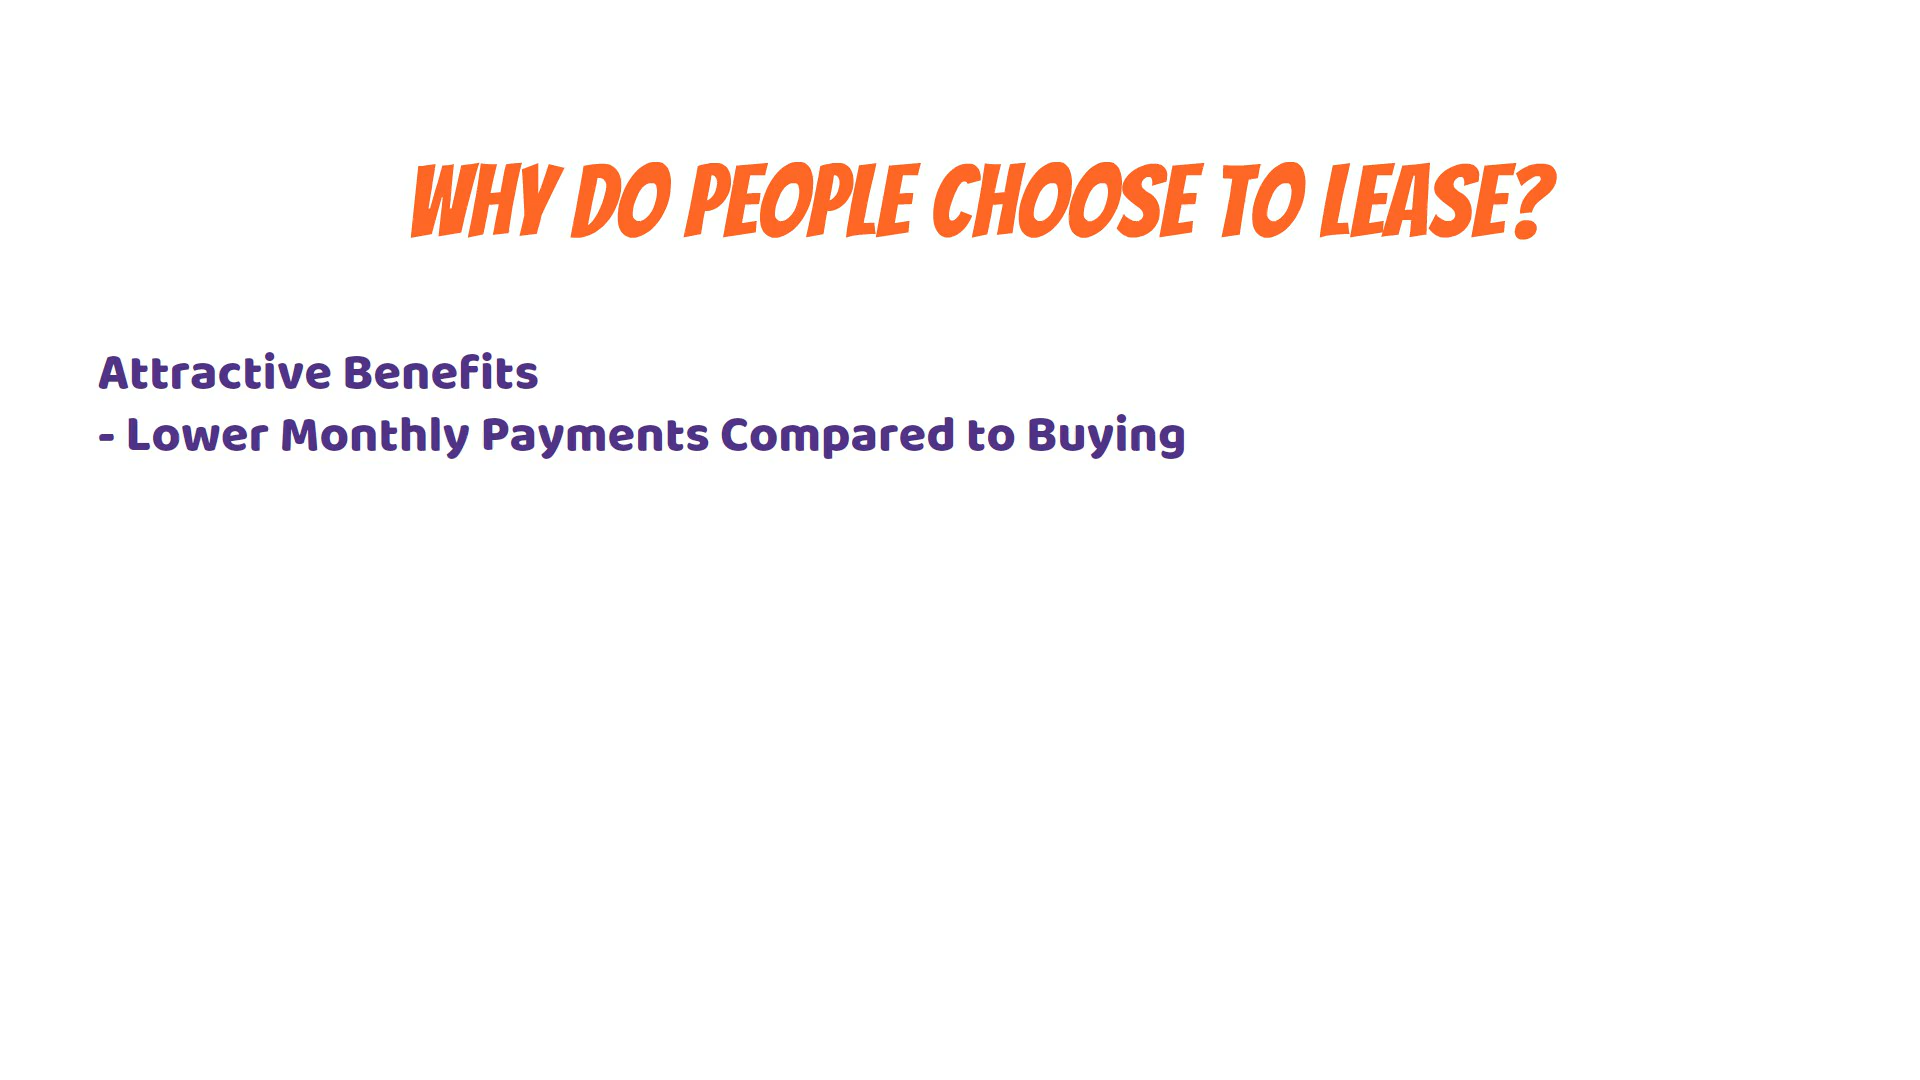 WHY DO PEOPLE CHOOSE TO LEASE?
Attractive Benefits
- Lower Monthly Payments Compared to Buying